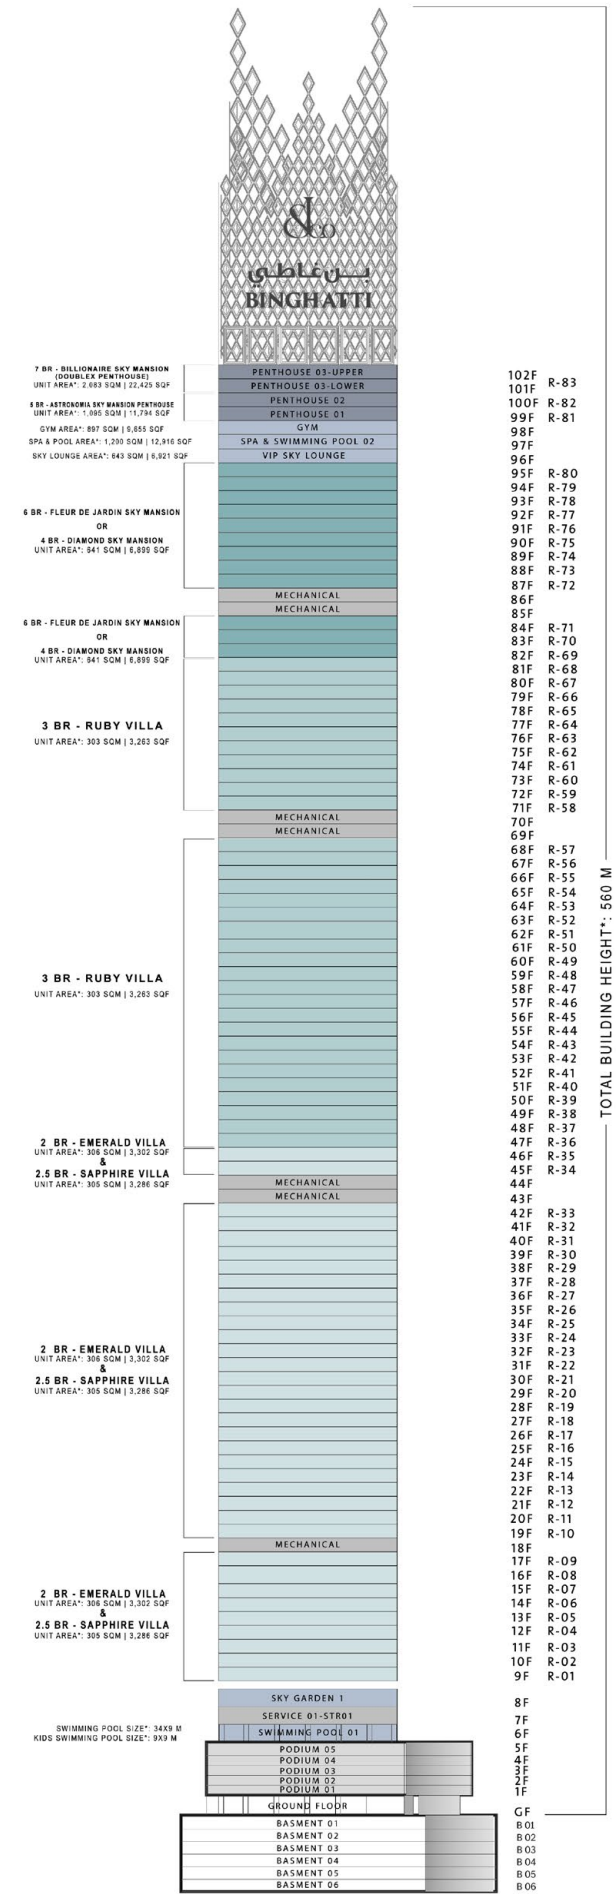 &Co
بن غاطي
BINGHATTI
7 BR - BILLIONAIRE SKY MANSION
(DOUBLEX PENTHOUSE)
UNIT AREA*: 2.083 SQM | 22,425 SQF
5 BR - ASTRONOMIA SKY MANSION PENTHOUSE
UNIT AREA*: 1,095 SQM | 11,794 SQF
GYM AREA*: 897 SQM | 9,655 SQF
SPA & POOL AREA*: 1,200 SQM | 12,916 SQF
SKY LOUNGE AREA*: 643 SQM | 6,921 SQF
6 BR - FLEUR DE JARDIN SKY MANSION
OR
4 BR - DIAMOND SKY MANSION
UNIT AREA*: 641 SQM | 6,899 SQF
6 BR - FLEUR DE JARDIN SKY MANSION
OR
4 BR - DIAMOND SKY MANSION
UNIT AREA*: 641 SQM | 6,899 SQF
3 BR - RUBY VILLA
UNIT AREA*: 303 SQM | 3,263 SQF
3 BR - RUBY VILLA
UNIT AREA*: 303 SQM | 3,263 SQF
2 BR - EMERALD VILLA
UNIT AREA*: 306 SQM | 3,302 SQF
&
2.5 BR - SAPPHIRE VILLA
UNIT AREA*: 305 SQM | 3,286 SQF
2 BR - EMERALD VILLA
UNIT AREA*: 306 SQM | 3,302 SQF
&
2.5 BR - SAPPHIRE VILLA
UNIT AREA*: 305 SQM | 3,286 SQF
2 BR - EMERALD VILLA
UNIT AREA*: 306 SQM | 3,302 SQF
&
2.5 BR - SAPPHIRE VILLA
UNIT AREA*: 305 SQM | 3,286 SQF
SWIMMING POOL SIZE*: 34X9 M
KIDS SWIMMING POOL SIZE*: 9X9 M
PENTHOUSE 03-UPPER
PENTHOUSE 03-LOWER
PENTHOUSE 02
PENTHOUSE 01
GYM
SPA & SWIMMING POOL 02
VIP SKY LOUNGE
MECHANICAL
MECHANICAL
MECHANICAL
MECHANICAL
MECHANICAL
MECHANICAL
MECHANICAL
SKY GARDEN 1
SERVICE 01-STR01
SWIMMING POOL 01
PODIUM 05
PODIUM 04
PODIUM 03
PODIUM 02
PODIUM 01
GROUND FLOOR
BASMENT 01
BASMENT 02
BASMENT 03
BASMENT 04
BASMENT 05
BASMENT 06
102F
R-83
101F
100F R-82
99F R-81
98F
97F
96F
95F R-80
94F R-79
93F R-78
92F R-77
91F R-76
90F R-75
89F R-74
88F R-73
87F R-72
86F
85F
84F R-71
83F R-70
82F R-69
81F R-68
80F R-67
79F R-66
78F R-65
77F R-64
76F R-63
75F R-62
74F R-61
73F R-60
72F R-59
71F R-58
70F
69F
68F R-57
67F R-56
66F R-55
65F R-54
64F R-53
63F R-52
62F R-51
61F R-50
60F R-49
59F R-48
58F R-47
57F R-46
56F R-45
55F R-44
54F R-43
53F R-42
52F R-41
51F R-40
50F R-39
49F R-38
48F R-37
47F R-36
46F R-35
45F R-34
44F
43F
42F R-33
41F R-32
40F R-31
39F R-30
38F R-29
37F R-28
36F R-27
35F R-26
34F R-25
33F R-24
32F R-23
31F R-22
30F R-21
29F R-20
28F R-19
27F R-18
26F R-17
25F R-16
24F R-15
23F R-14
22F R-13
21F R-12
20F R-11
19F R-10
18F
17F R-09
16F R-08
15F R-07
14F R-06
13F R-05
12F R-04
11F R-03
10F R-02
9F R-01
8F
7F
6F
5F
4F
3F
2F
1F
GF
B 01
B 02
B 03
B 04
B 05
B 06
TOTAL BUILDING HEIGHT*: 560 M